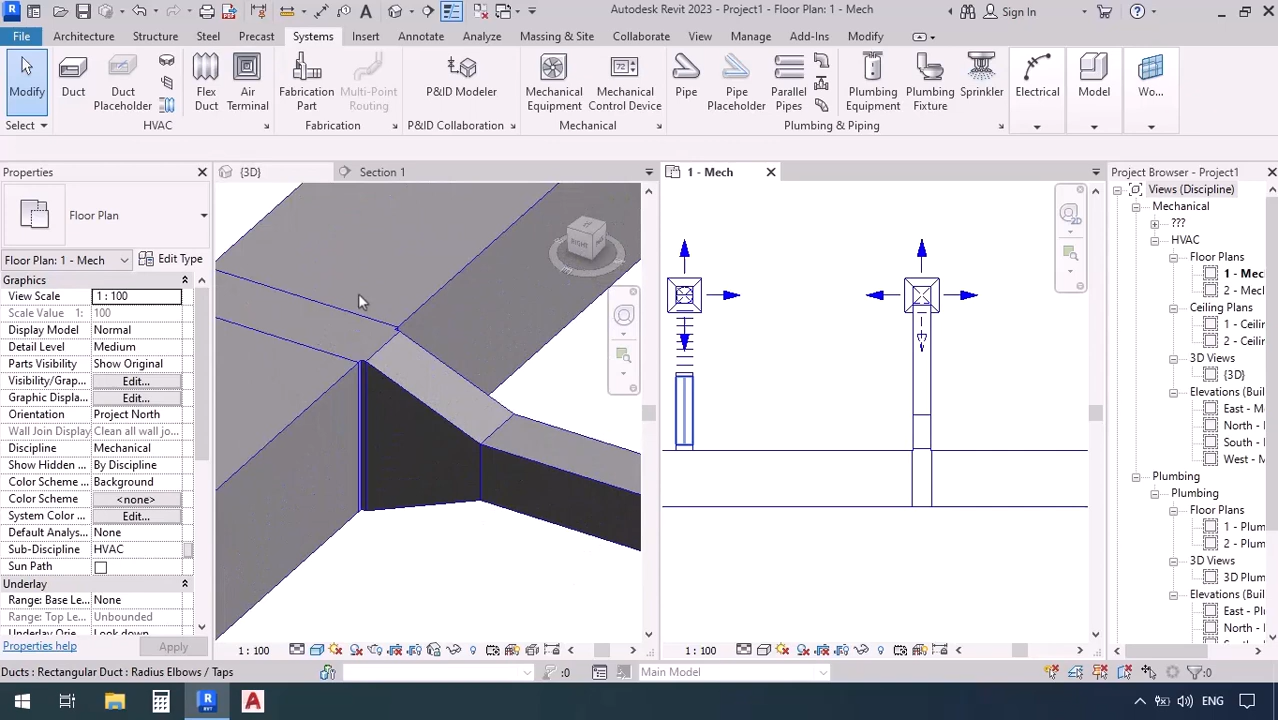 Autodesk Revit 2023 - Project1 - Floor Plan: 1 - Mech
Sign In
File
Architecture
Structure
Steel
Precast
Systems
Insert
Annotate
Analyze
Massing & Site
Collaborate
View
Manage
Add-Ins
Modify
Modify
Duct
Duct
Placeholder
Flex
Duct
Air
Terminal
Fabrication
Part
Multi-Point
Routing
P&ID Modeler
Mechanical
Equipment
Mechanical
Control Device
Pipe
Pipe
Placeholder
Parallel
Pipes
Plumbing
Equipment
Plumbing
Fixture
Sprinkler
Electrical
Model
Wo...
Select
HVAC
Fabrication
P&ID Collaboration
Mechanical
Plumbing & Piping
Properties
{3D}
Section 1
1 - Mech
Project Browser - Project1
Floor Plan
Floor Plan: 1 - Mech
Edit Type
Graphics
View Scale 1 : 100
Scale Value 1: 100
Display Model Normal
Detail Level Medium
Parts Visibility Show Original
Visibility/Grap... Edit...
Graphic Displa... Edit...
Orientation Project North
Wall Join Display Clean all wall jo...
Discipline Mechanical
Show Hidden ... By Discipline
Color Scheme ... Background
Color Scheme <none>
System Color ... Edit...
Default Analys... None
Sub-Discipline HVAC
Sun Path
Underlay
Range: Base Le... None
Range: Top Le... Unbounded
Underlay Orie... Look down
Properties help
Apply
RIGHT
2D
Views (Discipline)
Mechanical
???
HVAC
Floor Plans
1 - Mec
2 - Mec
Ceiling Plans
1 - Ceilir
2 - Ceilir
3D Views
{3D}
Elevations (Buil
East - M
North -
South -
West - M
Plumbing
Plumbing
Floor Plans
1 - Plum
2 - Plum
3D Views
3D Plum
Elevations (Buil
East - Pl
North -
1 : 100
1 : 100
Ducts : Rectangular Duct : Radius Elbows / Taps
:0
Main Model
:0
ENG